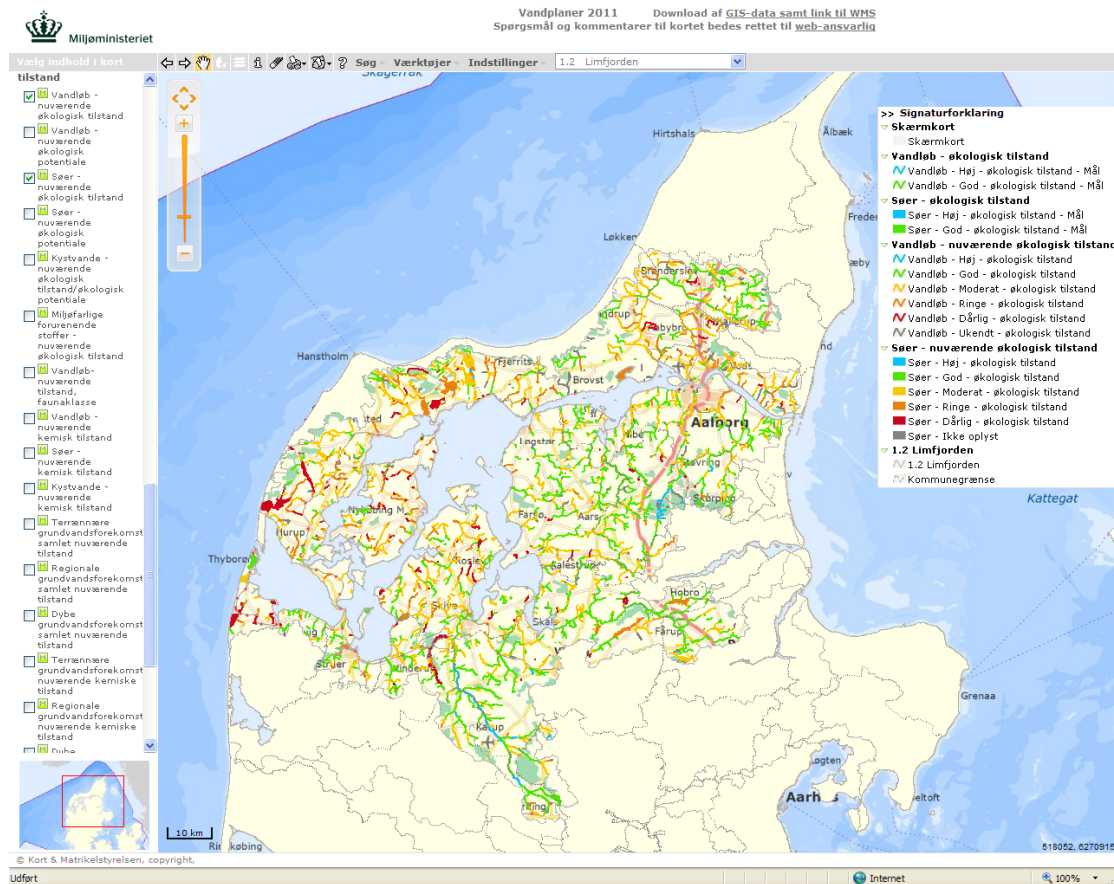 Miljøministeriet
Vandplaner 2011 Download af GIS-data samt link til WMS
Spørgsmål og kommentarer til kortet bedes rettet til web-ansvarlig
Vælg indhold i kort
? Søg Værktøjer Indstillinger 1.2 Limfjorden
tilstand
Vandløb -
nuværende
økologisk tilstand
Vandløb -
nuværende
økologisk
potentiale
Søer -
nuværende
økologisk tilstand
Søer -
nuværende
økologisk
potentiale
Kystvande -
nuværende
økologisk
tilstand/økologisk
potentiale
Miljøfarlige
forurenende
stoffer -
nuværende
økologisk tilstand
Vandløb-
tilstand,
faunaklasse
Vandløb -
nuværende
kemisk tilstand
Søer -
nuværende
kemisk tilstand
Kystvande -
nuværende
kemisk tilstand
Terrænnære
grundvandsforekomst
samlet nuværende
tilstand
Regionale
grundvandsforekomst
samlet nuværende
tilstand
Dybe
grundvandsforekomst
samlet nuværende
tilstand
Terrænnære
grundvandsforekomst
nuværende kemiske
tilstand
Regionale
grundvandsforekomst
nuværende kemiske
tilstand
Dybe
Skagerrak
Hirtshals
Ålbæk
Løkken
Hanstholm
Fjerrits
Brovst
Aalborg
Løgstør
Støvring
Skørping
Farsø
Aars
Hurup
Thyborøn
Skive
Hobro
Fårup
Struer
Karup
Grenaa
Kattegat
>> Signaturforklaring
Skærmkort
Skærmkort
Vandløb - økologisk tilstand
Vandløb - Høj - økologisk tilstand - Mål
Vandløb - God - økologisk tilstand - Mål
Søer - økologisk tilstand
Søer - Høj - økologisk tilstand - Mål
Søer - God - økologisk tilstand - Mål
Vandløb - nuværende økologisk tilstand
Vandløb - Høj - økologisk tilstand
Vandløb - God - økologisk tilstand
Vandløb - Moderat - økologisk tilstand
Vandløb - Ringe - økologisk tilstand
Vandløb - Dårlig - økologisk tilstand
Vandløb - Ukendt - økologisk tilstand
Søer - nuværende økologisk tilstand
Søer - Høj - økologisk tilstand
Søer - God - økologisk tilstand
Søer - Moderat - økologisk tilstand
Søer - Ringe - økologisk tilstand
Søer - Dårlig - økologisk tilstand
Søer - Ikke oplyst
1.2 Limfjorden
1.2 Limfjorden
Kommunegrænse
10 km
518052, 6270915
© Kort & Matrikelstyrelsen, copyright,
Udført Internet 100%